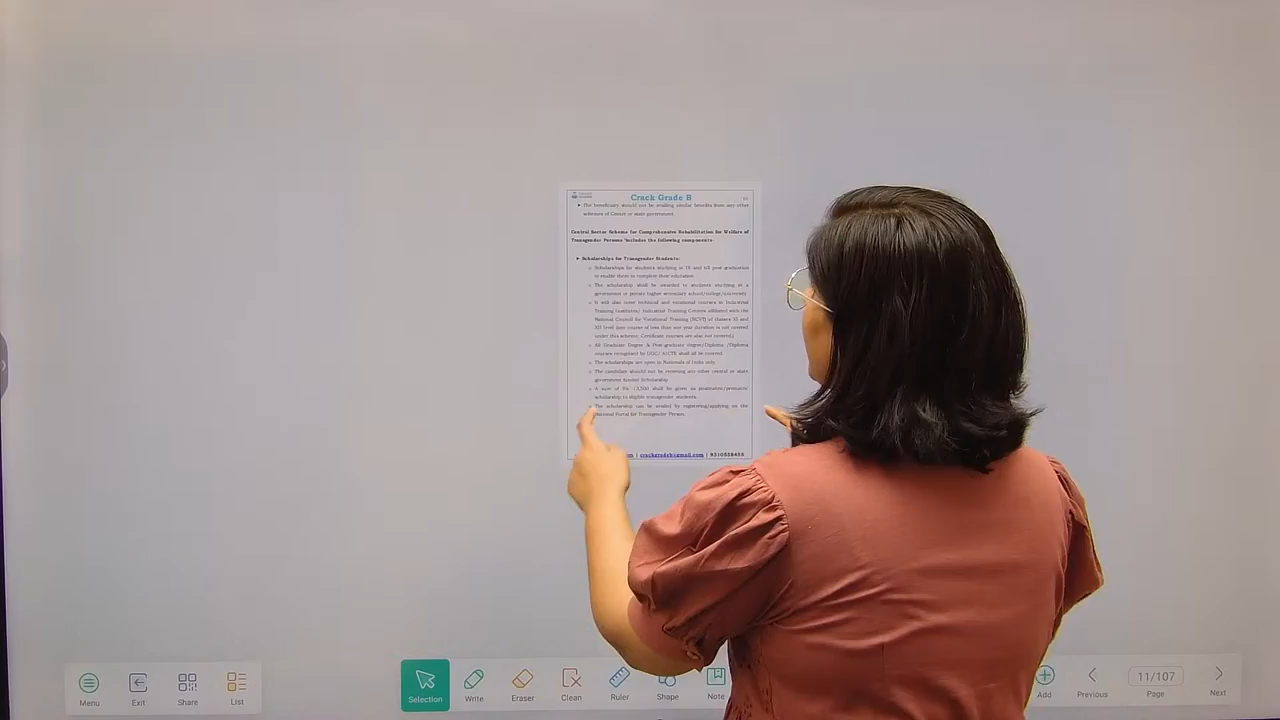 Crack Grade B
The beneficiary should not be availing similar benefits from any other
schemes of Centre or state government.
Central Sector Scheme for Comprehensive Rehabilitation for Welfare of
Transgender Persons 'includes the following components:
Scholarships for Transgender Students:
Scholarships for students studying in IX and till post-graduation
to enable them to complete their education.
The scholarship shall be awarded to students studying at a
government or private higher secondary school/college/university
It will also cover technical and vocational courses in Industrial
Training Institutes/ Industrial Training Centres affiliated with the
National Council for Vocational Training (NCVT) of classes XI and
XII level (any course of less than one year duration is not covered
under this scheme; Certificate courses are also not covered.)
All Graduate Degree & Post-graduate degree/Diploma /Diploma
courses recognised by UGC/ AICTE shall all be covered.
The scholarships are open to Nationals of India only.
The candidate should not be receiving any other central or state
government funded Scholarship
A sum of Rs. 13,500 shall be given as postmatric/prematric
scholarship to eligible transgender students.
The scholarship can be availed by registering/applying on the
National Portal for Transgender Person.
| crackgradeb@gmail.com | 9310558456
Menu
Exit
Share
List
Selection
Write
Eraser
Clean
Ruler
Shape
Note
Add
Previous
11/107
Page
Next